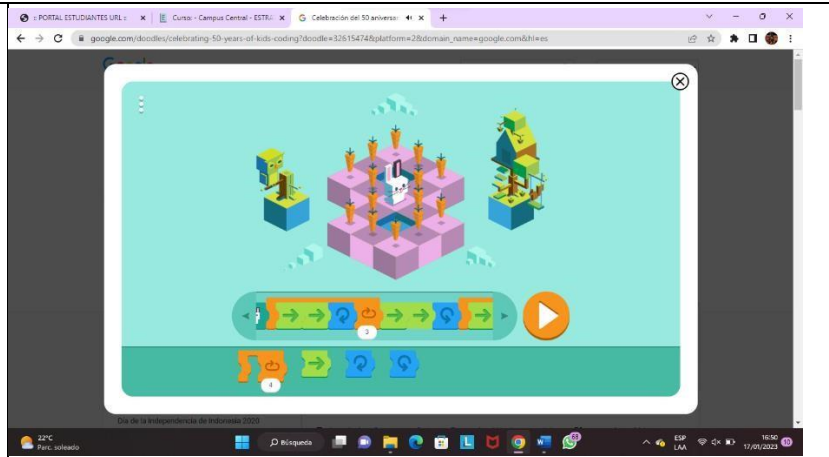 :: PORTAL ESTUDIANTES URL ::
Curso: - Campus Central - ESTRA
Celebración del 50 aniversar
google.com/doodles/celebrating-50-years-of-kids-coding?doodle=32615474&platform=2&domain_name=google.com&hl=es
3
4
Día de la Independencia de Indonesia 2020
22°C
Parc. soleado
Búsqueda
ESP
LAA
16:50
17/01/2023